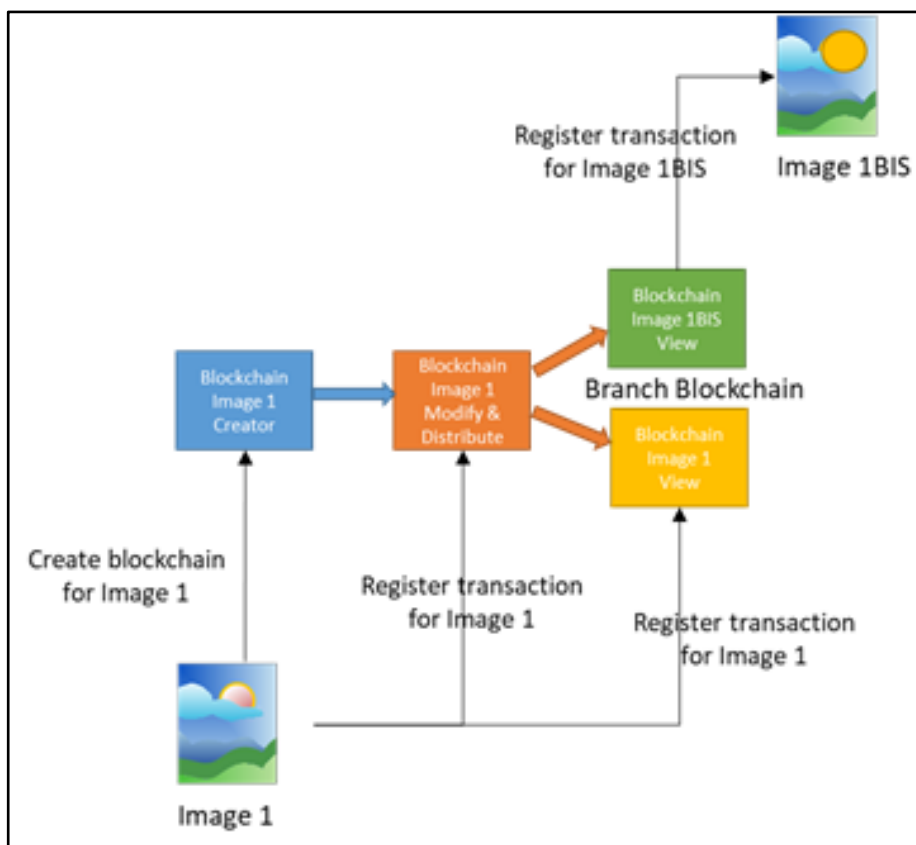 Register transaction
for Image 1BIS
Image 1BIS
Blockchain
Image 1BIS
View
Blockchain
Image 1
Creator
Blockchain
Image 1
Modify &
Distribute
Branch Blockchain
Blockchain
Image 1
View
Create blockchain
for Image 1
Register transaction
for Image 1
Register transaction
for Image 1
Image 1